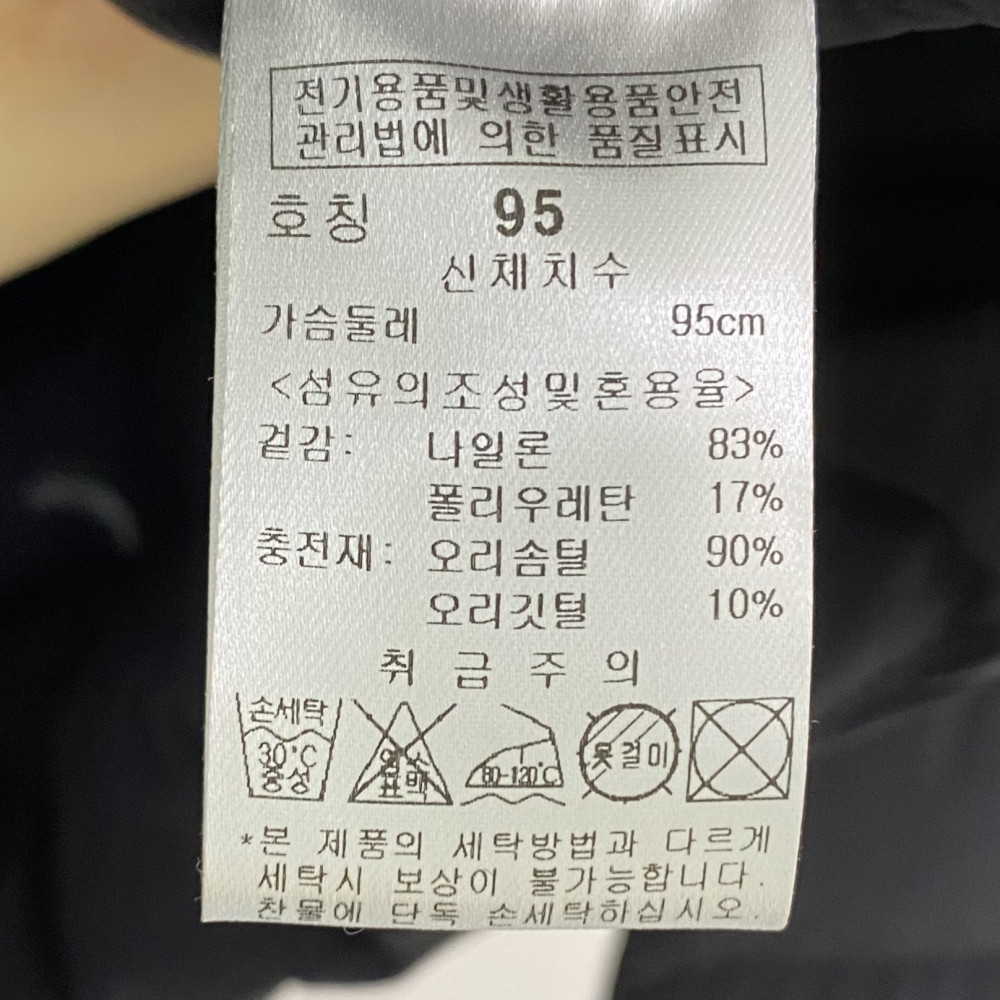 전기용품및생활용품안전
관리법에 의한 품질표시
호칭 95
신체치수
가슴둘레 95cm
<섬유의조성및혼용율>
겉감: 나일론 83%
폴리우레탄 17%
충전재: 오리솜털 90%
오리깃털 10%
취급주의
손세탁
30°C
중성
염소
표백
80-120°C
옷걸이
*본 제품의 세탁방법과 다르게
세탁시 보상이 불가능합니다.
찬물에 단독 손세탁하십시오.